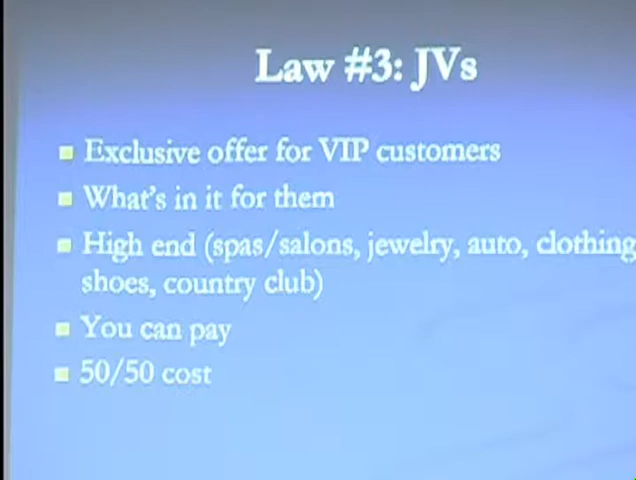 Law #3: JVs
Exclusive offer for VIP customers
What's in it for them
High end (spas/salons, jewelry, auto, clothing
shoes, country club)
You can pay
50/50 cost